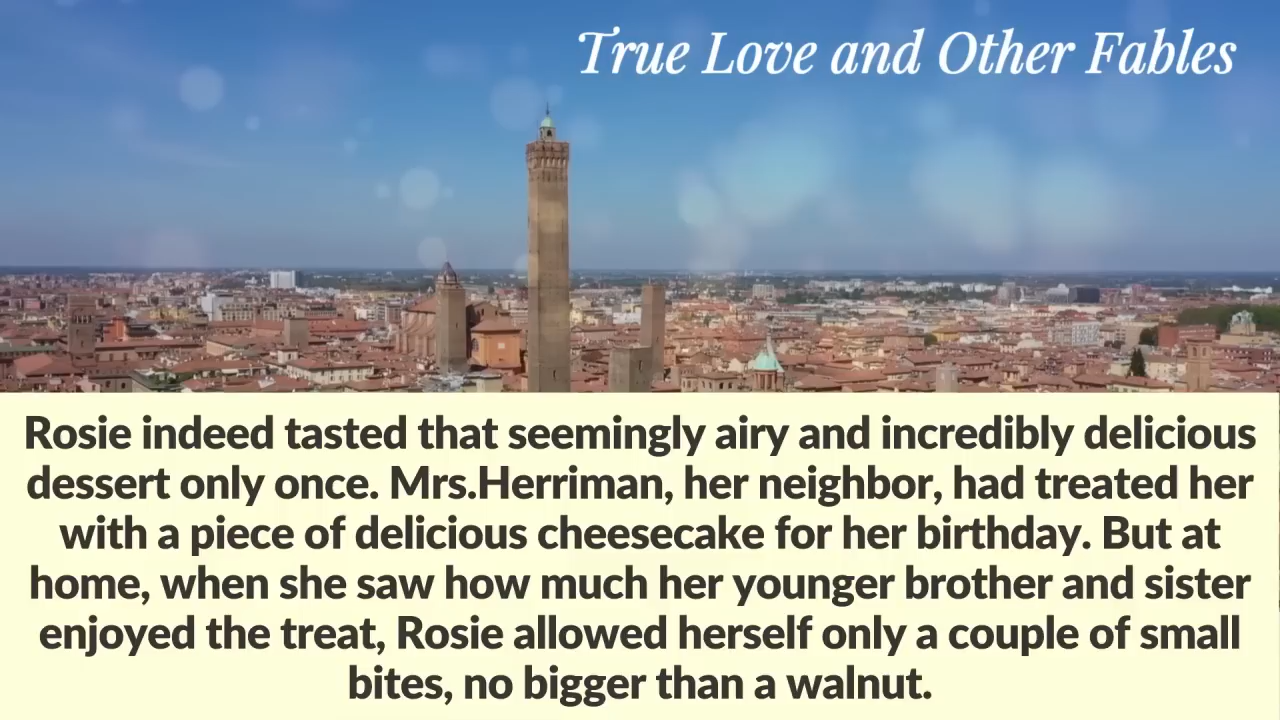 True Love and Other Fables
Rosie indeed tasted that seemingly airy and incredibly delicious
dessert only once. Mrs.Herriman, her neighbor, had treated her
with a piece of delicious cheesecake for her birthday. But at
home, when she saw how much her younger brother and sister
enjoyed the treat, Rosie allowed herself only a couple of small
bites, no bigger than a walnut.